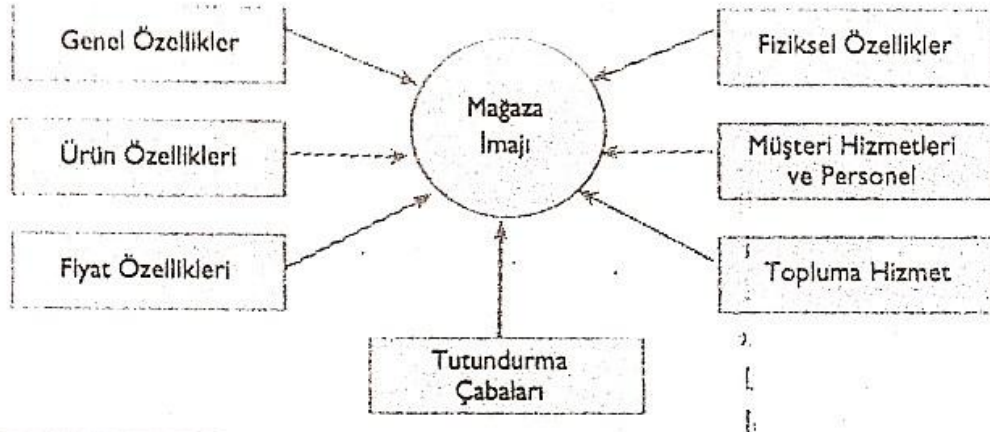 Genel Özellikler
Fiziksel Özellikler
Mağaza
İmajı
Ürün Özellikleri
Müşteri Hizmetleri
ve Personel
Fiyat Özellikleri
Topluma Hizmet
Tutundurma
Çabaları